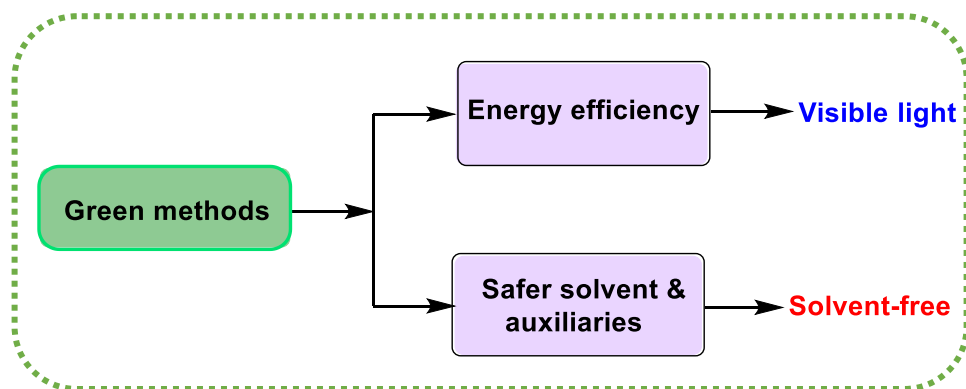 Green methods
Energy efficiency
Visible light
Safer solvent &
auxiliaries
Solvent-free